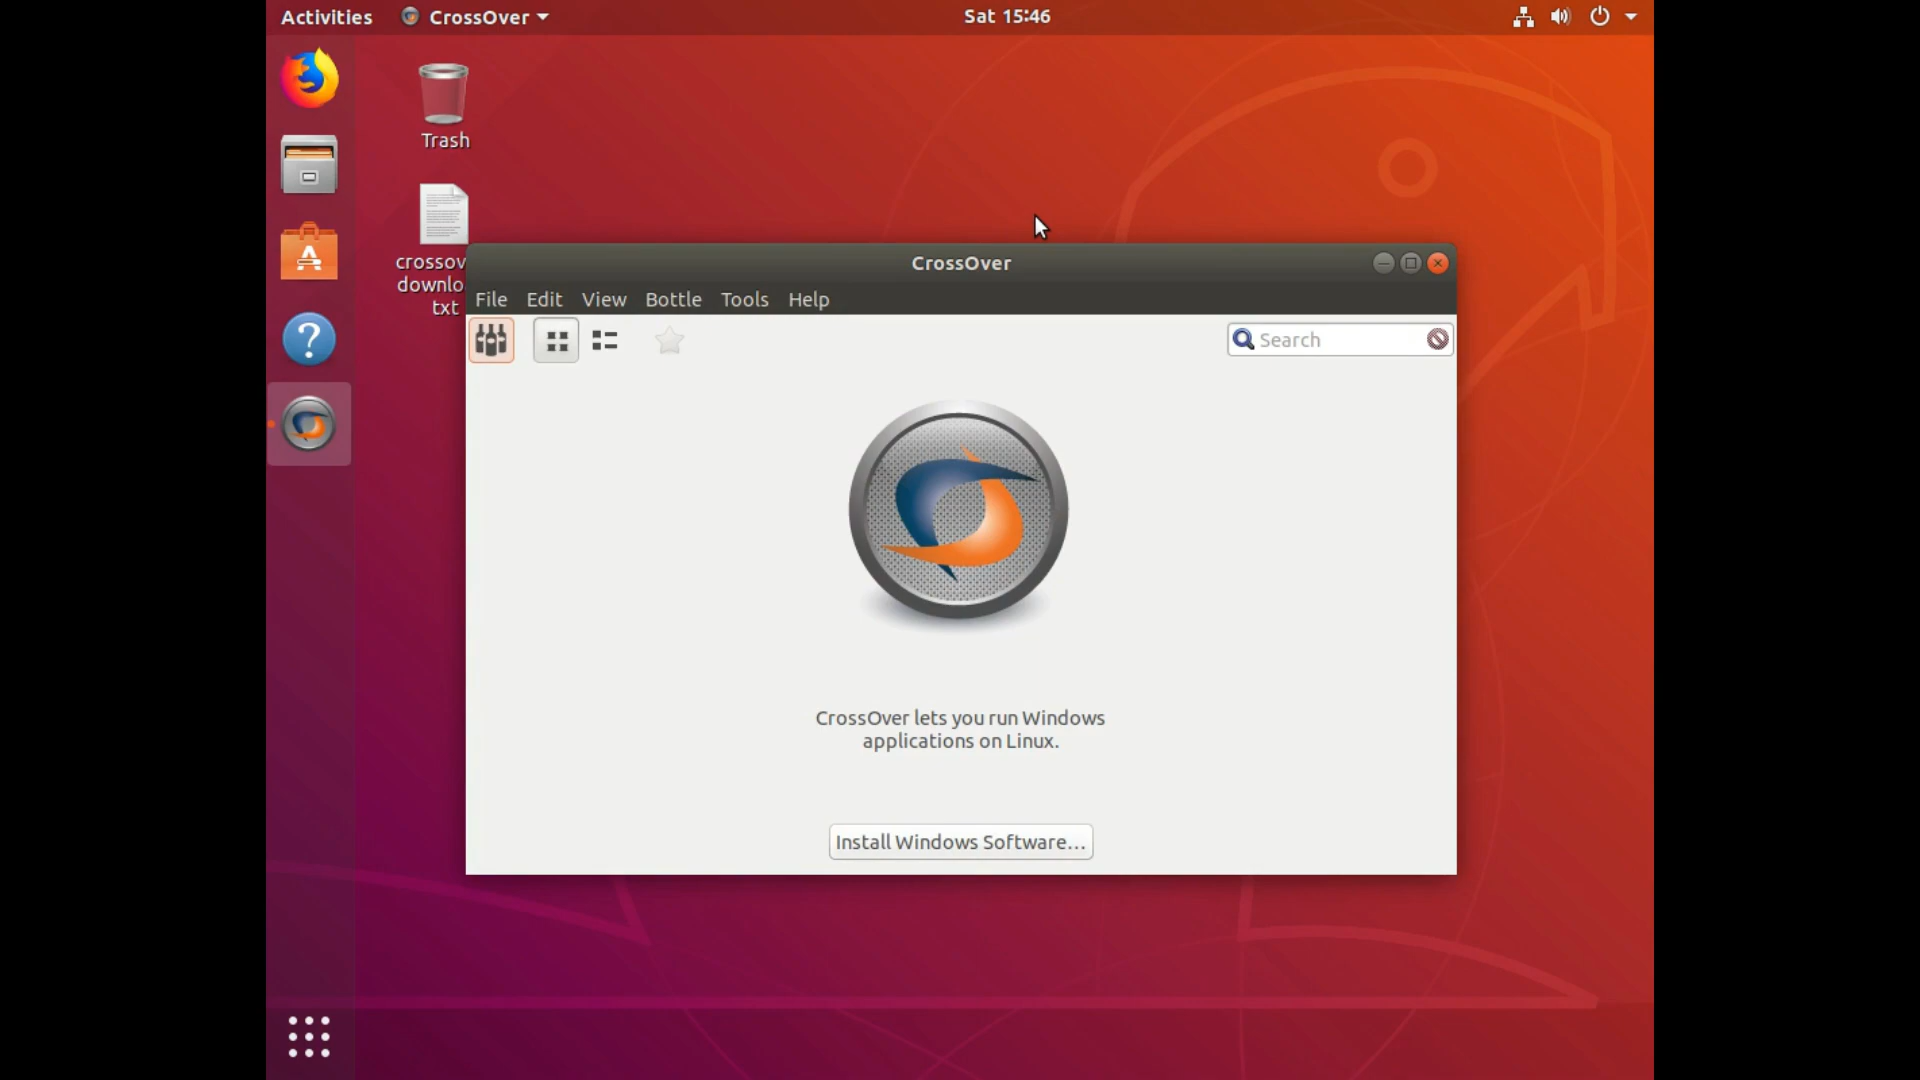 Activities
CrossOver
Sat 15:46
Trash
crossov
downlo
txt
CrossOver
File Edit View Bottle Tools Help
Search
CrossOver lets you run Windows
applications on Linux.
Install Windows Software...